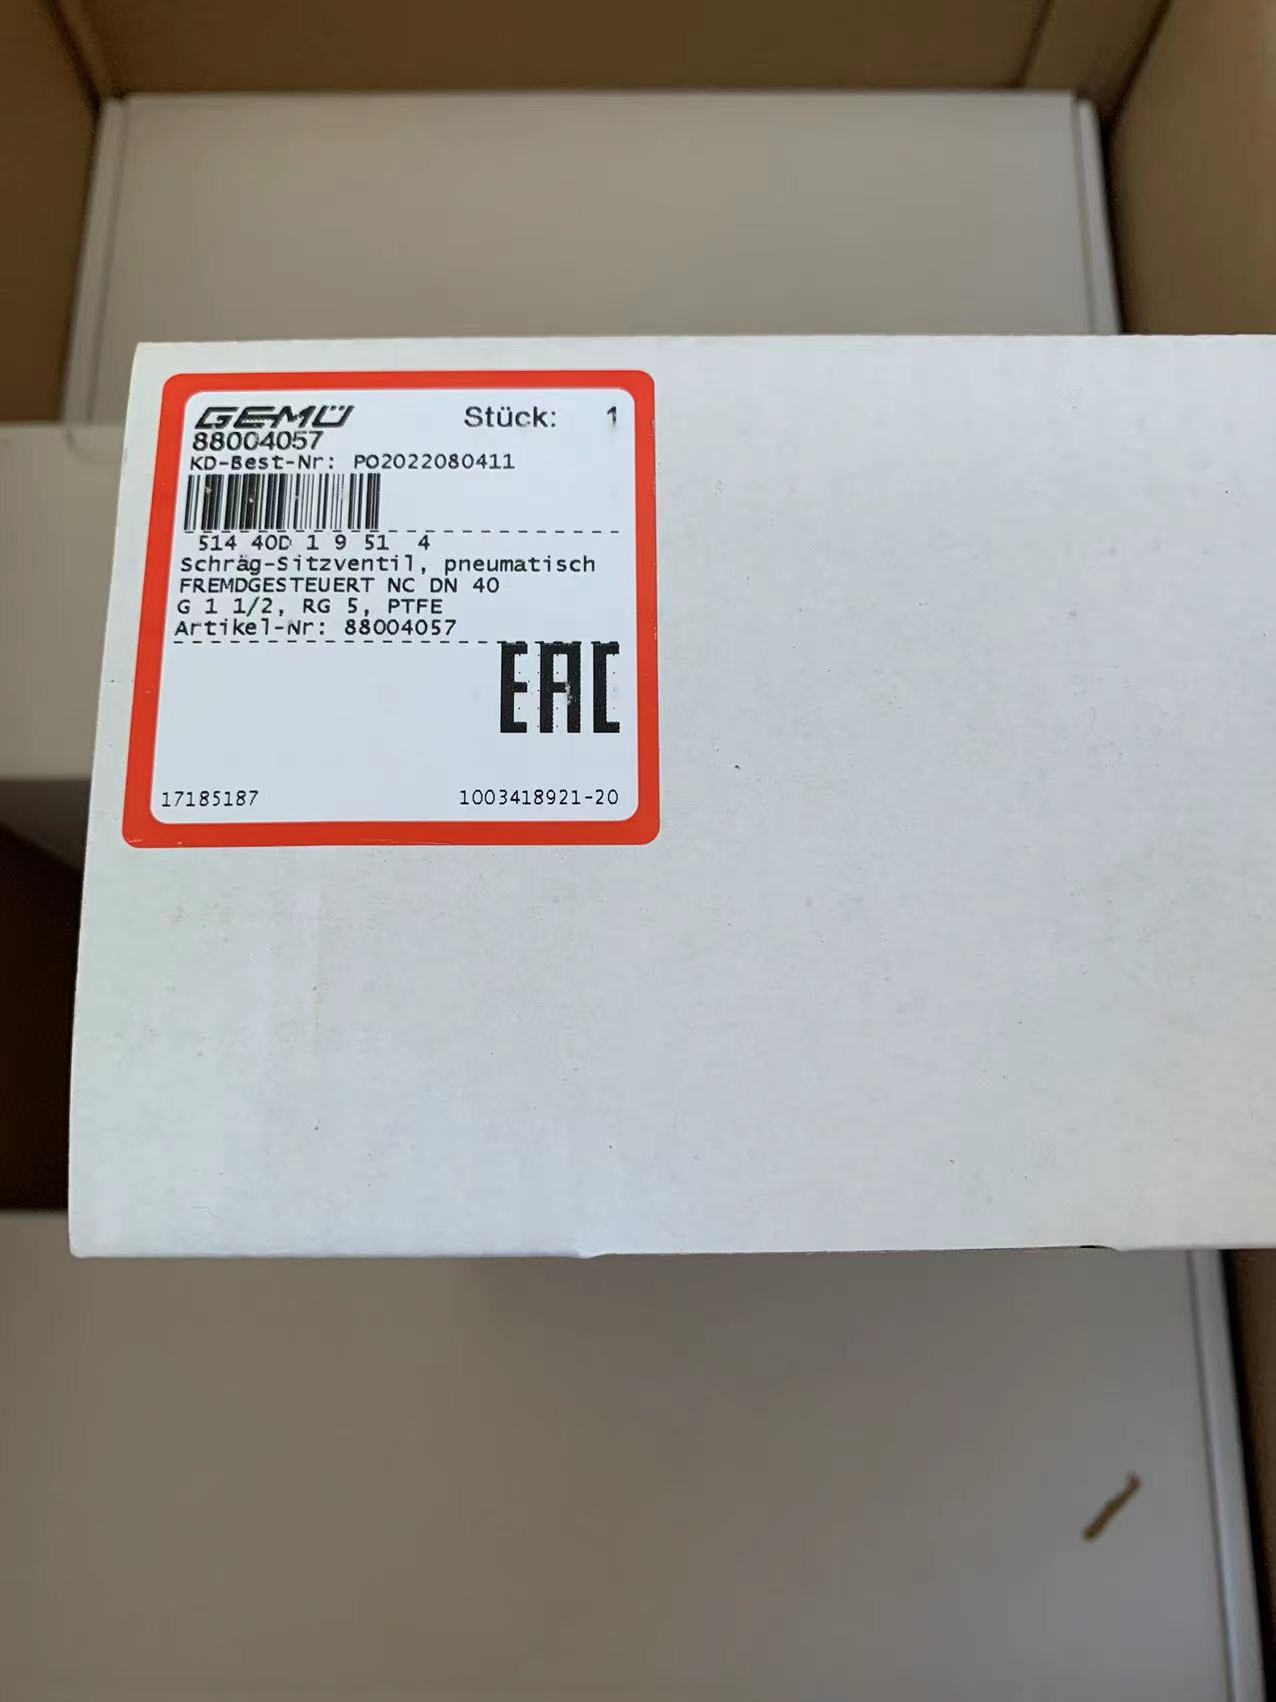 GEMÜ Stück: 1
88004057
KD-Best-Nr: PO2022080411
514 40D 1 9 51 4
Schräg-Sitzventil, pneumatisch
FREMDGESTEUERT NC DN 40
G 1 1/2, RG 5, PTFE
Artikel-Nr: 88004057
EAC
17185187 1003418921-20